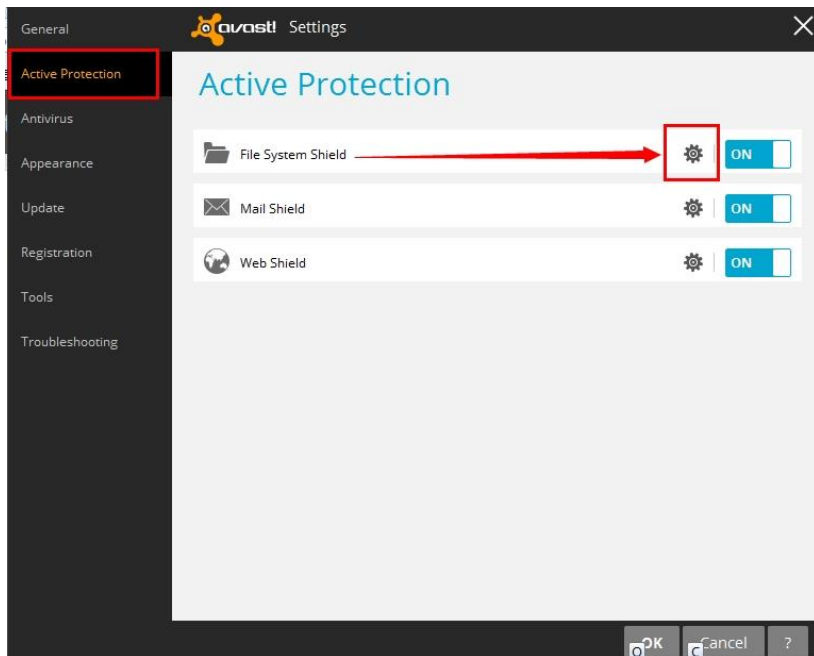 General
avast! Settings
Active Protection
Antivirus
Appearance
Update
Registration
Tools
Troubleshooting
Active Protection
File System Shield
ON
Mail Shield
ON
Web Shield
ON
OK
O
Cancel
C
?